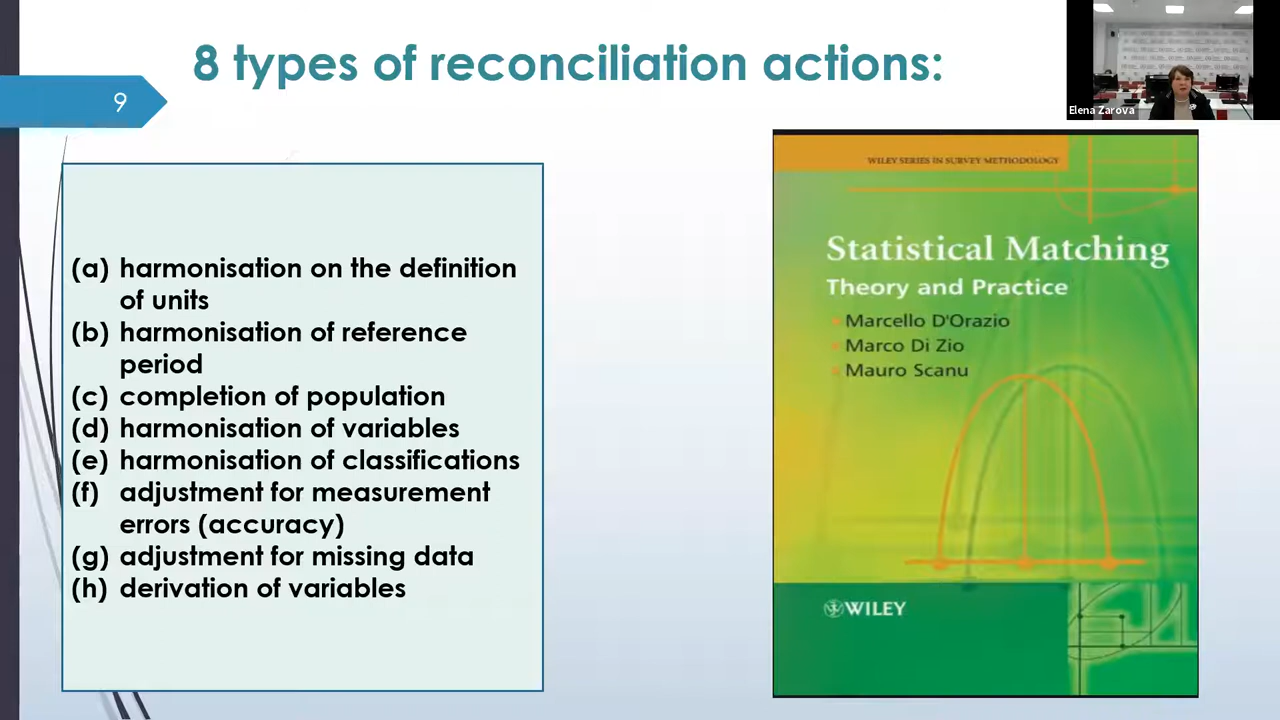 8 types of reconciliation actions:
9
Elena Zarova
(a) harmonisation on the definition
of units
(b) harmonisation of reference
period
(c) completion of population
(d) harmonisation of variables
(e) harmonisation of classifications
(f) adjustment for measurement
errors (accuracy)
(g) adjustment for missing data
(h) derivation of variables
WILEY SERIES IN SURVEY METHODOLOGY
Statistical Matching
Theory and Practice
Marcello D'Orazio
Marco Di Zio
Mauro Scanu
WILEY